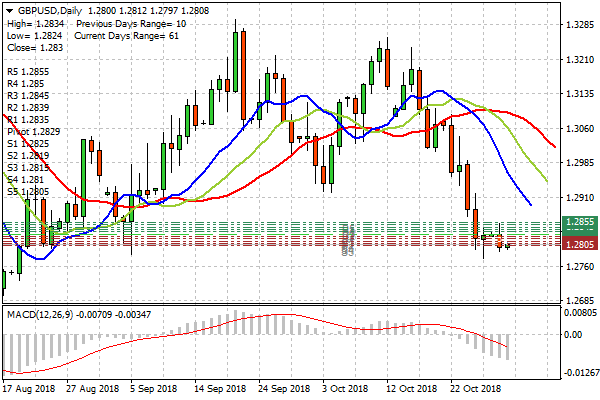 GBPUSD,Daily 1.2800 1.2812 1.2797 1.2808
High= 1.2834 Previous Days Range= 10
Low= 1.2824 Current Days Range= 61
Close= 1.283
R5 1.2855
R4 1.285
R3 1.2845
R2 1.2839
R1 1.2835
Pivot 1.2829
S1 1.2825
S2 1.2819
S3 1.2815
S4 1.281
S5 1.2805
1.3285
1.3210
1.3135
1.3060
1.2985
1.2910
1.2855
1.2805
1.2760
1.2685
MACD(12,26,9) -0.00709 -0.00347
0.00805
0.00
-0.01267
17 Aug 2018 27 Aug 2018 5 Sep 2018 14 Sep 2018 24 Sep 2018 3 Oct 2018 12 Oct 2018 22 Oct 2018